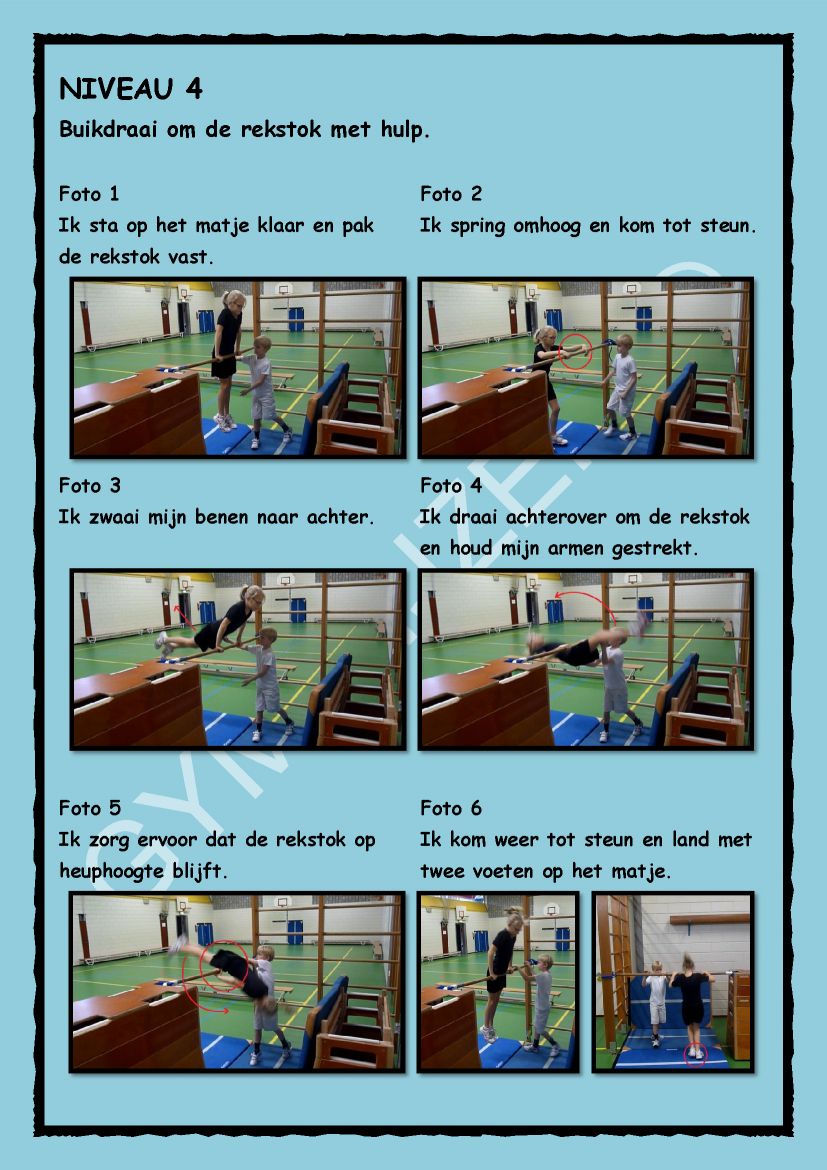 NIVEAU 4
Buikdraai om de rekstok met hulp.
Foto 1
Ik sta op het matje klaar en pak
de rekstok vast.
Foto 2
Ik spring omhoog en kom tot steun.
Foto 3
Ik zwaai mijn benen naar achter.
Foto 4
Ik draai achterover om de rekstok
en houd mijn armen gestrekt.
Foto 5
Ik zorg ervoor dat de rekstok op
heuphoogte blijft.
Foto 6
Ik kom weer tot steun en land met
twee voeten op het matje.